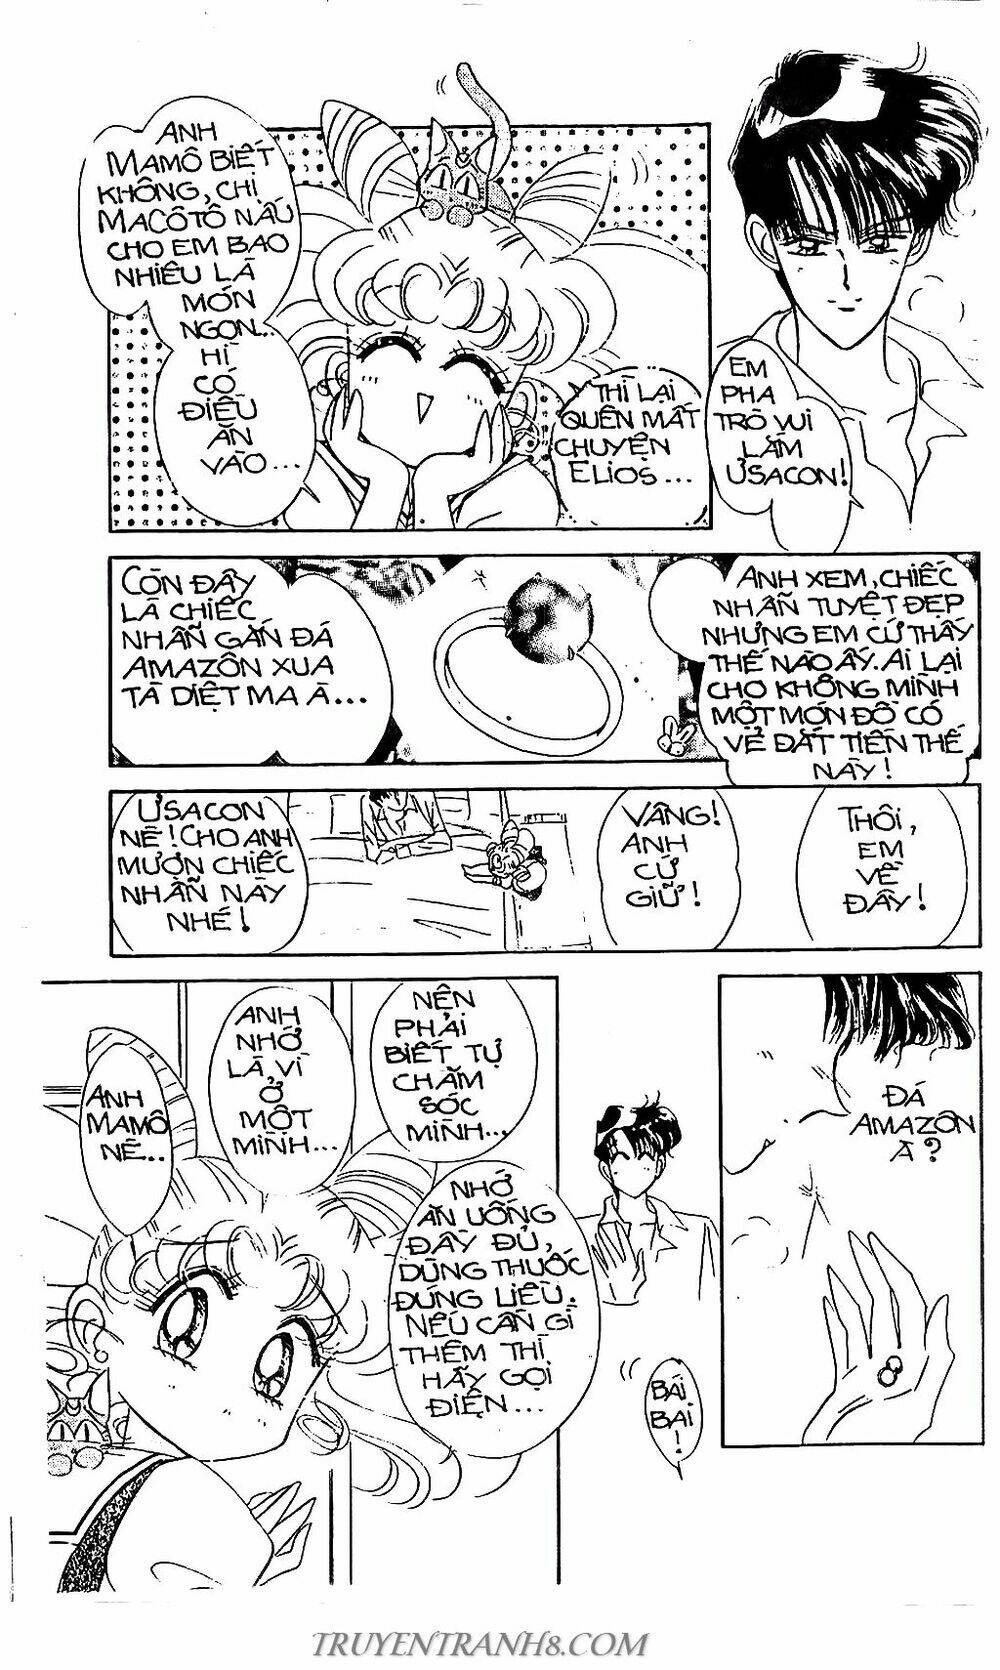 ANH
MAMÔ BIẾT
KHÔNG, CHỊ
MACÔTÔ NẤU
CHO EM BAO
NHIÊU LÀ
MÓN
NGON...
HÌ
CÓ
ĐIỀU
ĂN
VÀO...
THÌ LẠI
QUÊN MẤT
CHUYỆN
ELIOS...
EM
PHA
TRÒ VUI
LẮM
ƯSACON!
CÒN ĐÂY
LÀ CHIẾC
NHẪN GẮN ĐÁ
AMAZÔN XUA
TÀ DIỆT MA À...
ANH XEM, CHIẾC
NHẪN TUYỆT ĐẸP
NHƯNG EM CỨ THẤY
THẾ NÀO ẤY. AI LẠI
CHO KHÔNG MÌNH
MỘT MÓN ĐỒ CÓ
VẺ ĐẮT TIỀN THẾ
NÀY!
ƯSACON
NÈ! CHO ANH
MƯỢN CHIẾC
NHẪN NÀY
NHÉ!
VÂNG!
ANH
CỨ
GIỮ!
THÔI,
EM
VỀ
ĐÂY!
ANH
MAMÔ
NÈ..
ANH
NHỚ
LÀ VÌ
Ở
MỘT
MÌNH...
NÊN
PHẢI
BIẾT TỰ
CHĂM
SÓC
MÌNH...
NHỚ
ĂN UỐNG
ĐẦY ĐỦ,
DÙNG THUỐC
ĐÚNG LIỀU.
NẾU CẦN GÌ
THÊM THÌ
HÃY GỌI
ĐIỆN...
BÁI
BAI
!
ĐÁ
AMAZÔN
À?
TRUYENTRANH8.COM